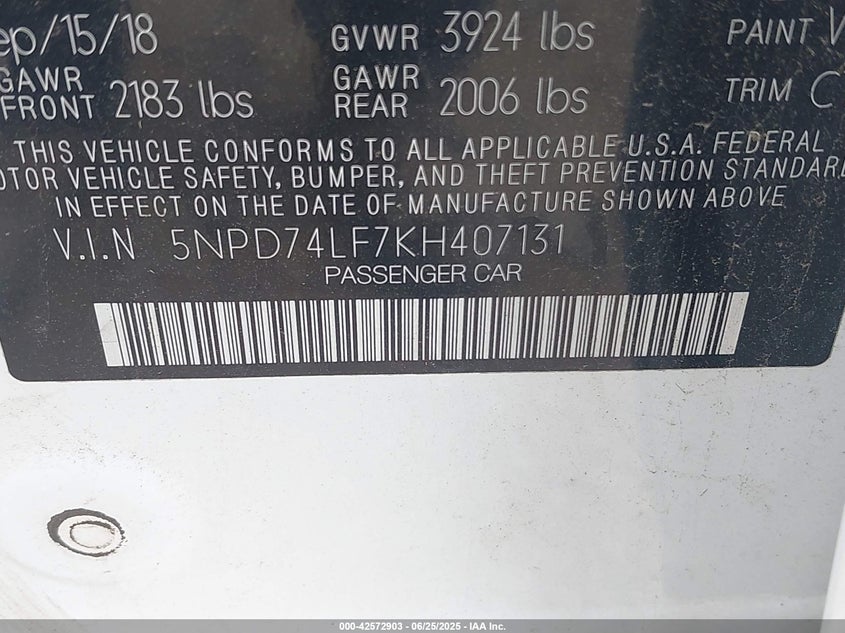 ep/15/18 GVWR 3924 lbs PAINT
GAWR FRONT 2183 lbs GAWR REAR 2006 lbs TRIM C
THIS VEHICLE CONFORMS TO ALL APPLICABLE U.S.A. FEDERAL
OTOR VEHICLE SAFETY, BUMPER, AND THEFT PREVENTION STANDARD
IN EFFECT ON THE DATE OF MANUFACTURE SHOWN ABOVE
V.I.N 5NPD74LF7KH407131
PASSENGER CAR
000-42572903 - 06/25/2025 - IAA Inc.